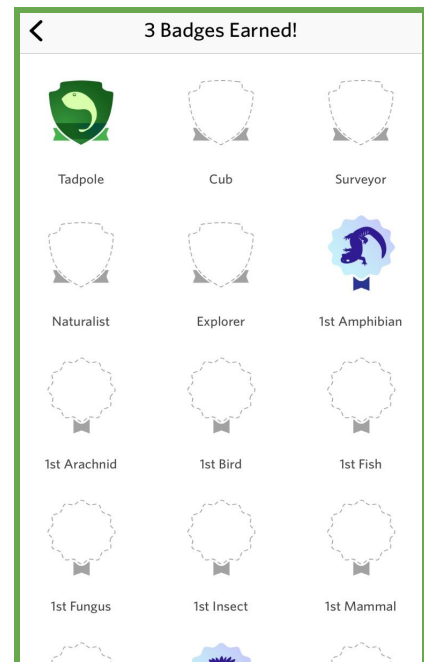 3 Badges Earned!
Tadpole Cub Surveyor
Naturalist Explorer 1st Amphibian
1st Arachnid 1st Bird 1st Fish
1st Fungus 1st Insect 1st Mammal